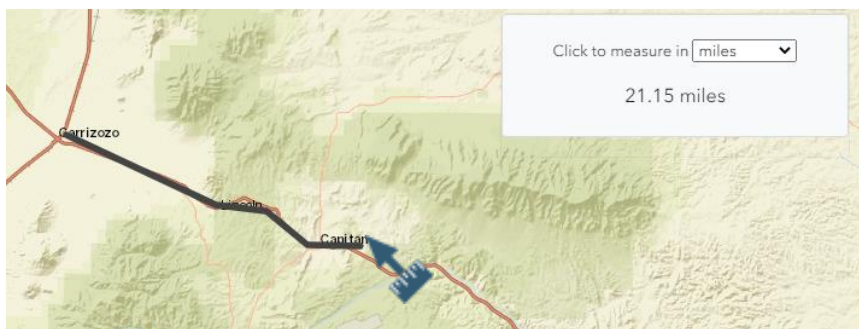 Click to measure in miles
21.15 miles
Carrizozo
Lincoln
Capitan